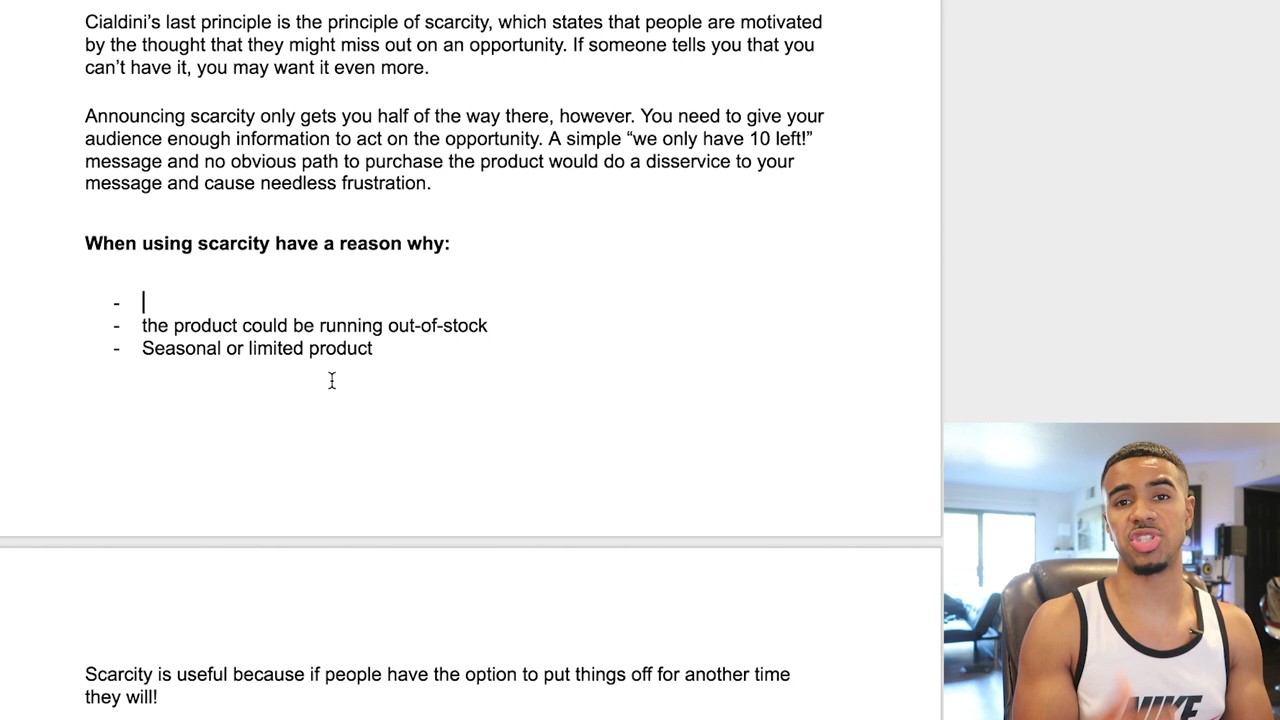 Cialdini’s last principle is the principle of scarcity, which states that people are motivated
by the thought that they might miss out on an opportunity. If someone tells you that you
can’t have it, you may want it even more.
Announcing scarcity only gets you half of the way there, however. You need to give your
audience enough information to act on the opportunity. A simple “we only have 10 left!”
message and no obvious path to purchase the product would do a disservice to your
message and cause needless frustration.
When using scarcity have a reason why:
-
- the product could be running out-of-stock
- Seasonal or limited product
Scarcity is useful because if people have the option to put things off for another time
they will!
NIKE